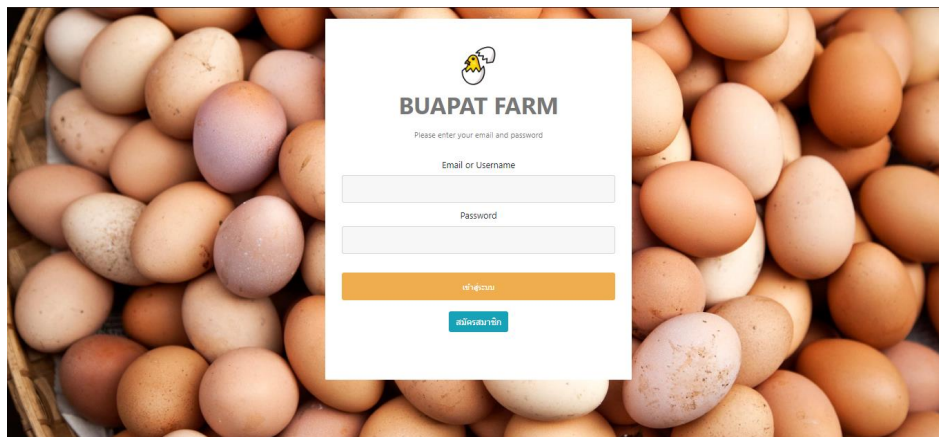 BUAPAT FARM
Please enter your email and password
Email or Username
Password
เข้าสู่ระบบ
สมัครสมาชิก